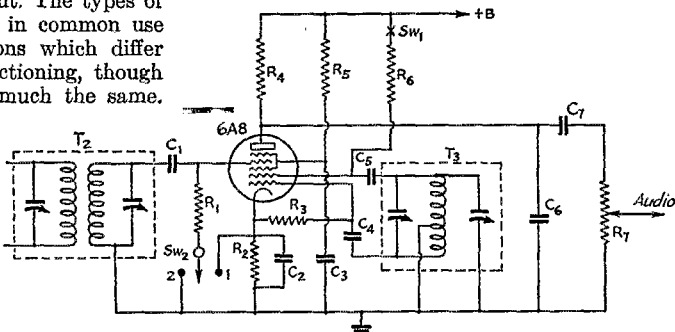 ut. The types of
in common use
ons which differ
ctioning, though
much the same.
+B
Sw1
R4
R5
R6
6A8
T2
C1
C7
C5
T3
R1
R3
C4
C6
Audio
R7
Sw2
R2
2
1
C2
C3